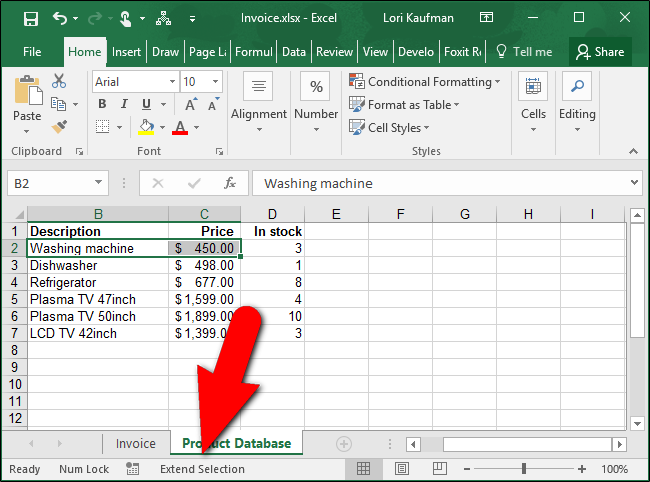 Invoice.xlsx - Excel
Lori Kaufman
File Home Insert Draw Page La Formul Data Review View Develo Foxit Re Tell me Share
Paste
Arial 10
B I U A A
A
Alignment
%
Number
Conditional Formatting
Format as Table
Cell Styles
Cells
Editing
Clipboard Font Styles
B2 fx Washing machine
B C D E F G H I
1 Description Price In stock
2 Washing machine $ 450.00 3
3 Dishwasher $ 498.00 1
4 Refrigerator $ 677.00 8
5 Plasma TV 47inch $ 1,599.00 4
6 Plasma TV 50inch $ 1,899.00 10
7 LCD TV 42inch $ 1,399. 3
8
9
10
11
12
Invoice Product Database
Ready Num Lock Extend Selection 100%